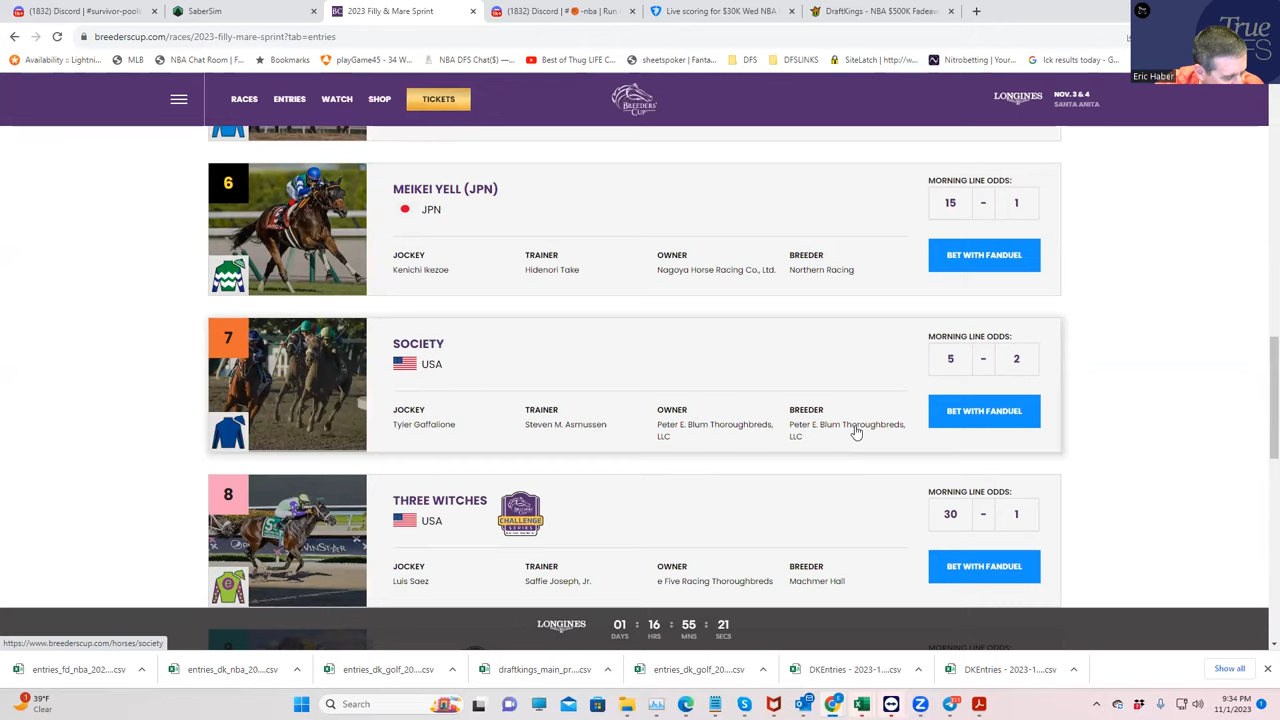 (1832) Discord | #survivor-pools
SaberSim
2023 Filly & Mare Sprint
(1832) Discord | #🏀-nba | Run
Live scoring for $30K Wed NBA
DraftKings - NBA $500K Fadeaw
breederscup.com/races/2023-filly-mare-sprint?tab=entries
Availability :: Lightni...
MLB
NBA Chat Room | F...
Bookmarks
playGame45 - 34 W...
NBA DFS Chat($) —...
Best of Thug LIFE C...
sheetspoker | Stats...
DFS
DFSLINKS
SiteLatch | http://w...
Nitrobetting | Your...
Ick results today - G...
True
DFS
Eric Haber
RACES
ENTRIES
WATCH
SHOP
TICKETS
BREEDERS'
CUP
LONGINES
NOV. 3 & 4
SANTA ANITA
6
MEIKEI YELL (JPN)
JPN
MORNING LINE ODDS:
15 - 1
JOCKEY
TRAINER
OWNER
BREEDER
Kenichi Ikezoe
Hidenori Take
Nagoya Horse Racing Co., Ltd.
Northern Racing
BET WITH FANDUEL
7
SOCIETY
USA
MORNING LINE ODDS:
5 - 2
JOCKEY
TRAINER
OWNER
BREEDER
Tyler Gaffalione
Steven M. Asmussen
Peter E. Blum Thoroughbreds, LLC
Peter E. Blum Thoroughbreds, LLC
BET WITH FANDUEL
8
THREE WITCHES
USA
CHALLENGE
SERIES
MORNING LINE ODDS:
30 - 1
JOCKEY
TRAINER
OWNER
BREEDER
Luis Saez
Saffie Joseph, Jr.
e Five Racing Thoroughbreds
Machmer Hall
BET WITH FANDUEL
LONGINES
01 : 16 : 55 : 21
DAYS HRS MNS SECS
https://www.breederscup.com/horses/society
entries_fd_nba_202....csv
entries_dk_nba_20....csv
entries_dk_golf_20....csv
draftkings_main_pr....csv
entries_dk_golf_20....csv
DKEntries - 2023-1....csv
DKEntries - 2023-1....csv
Show all
39°F
Clear
Search
9:34 PM
11/1/2023